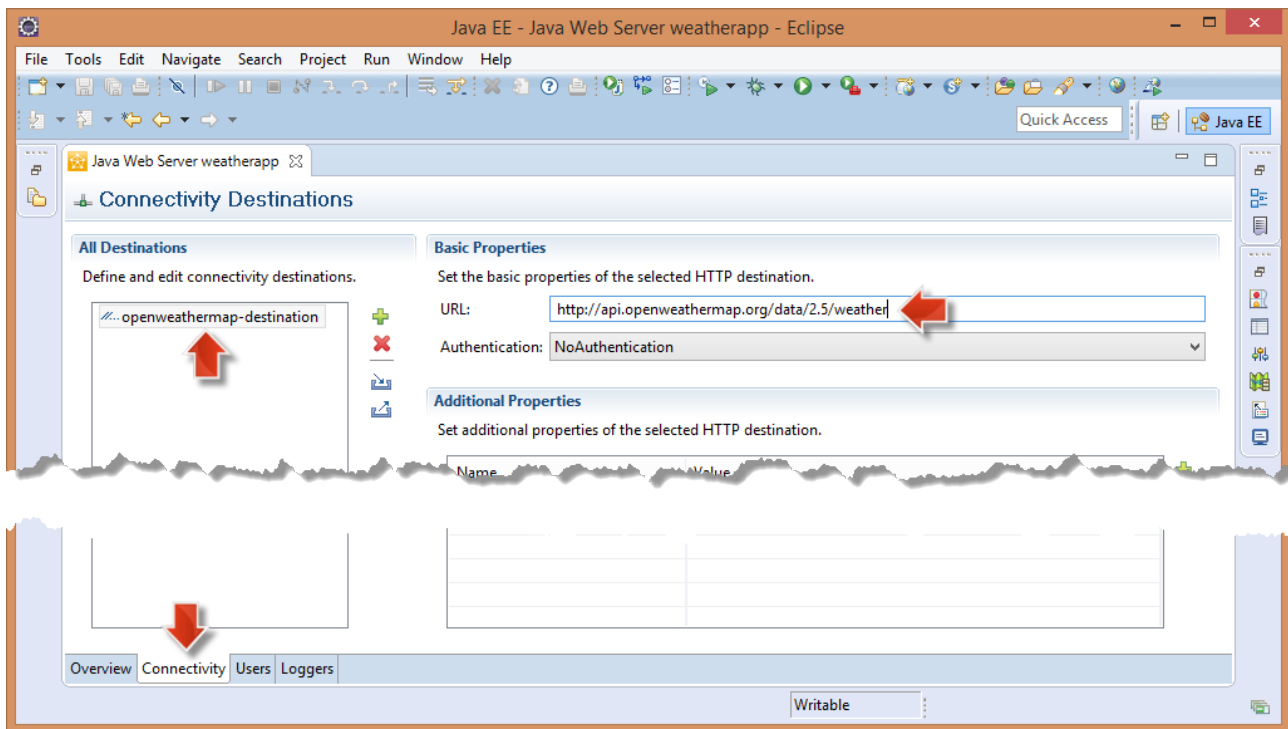 Java EE - Java Web Server weatherapp - Eclipse
File Tools Edit Navigate Search Project Run Window Help
Quick Access
Java EE
Java Web Server weatherapp
Connectivity Destinations
All Destinations
Define and edit connectivity destinations.
openweathermap-destination
Basic Properties
Set the basic properties of the selected HTTP destination.
URL: http://api.openweathermap.org/data/2.5/weather
Authentication: NoAuthentication
Additional Properties
Set additional properties of the selected HTTP destination.
Name Value
Overview Connectivity Users Loggers
Writable